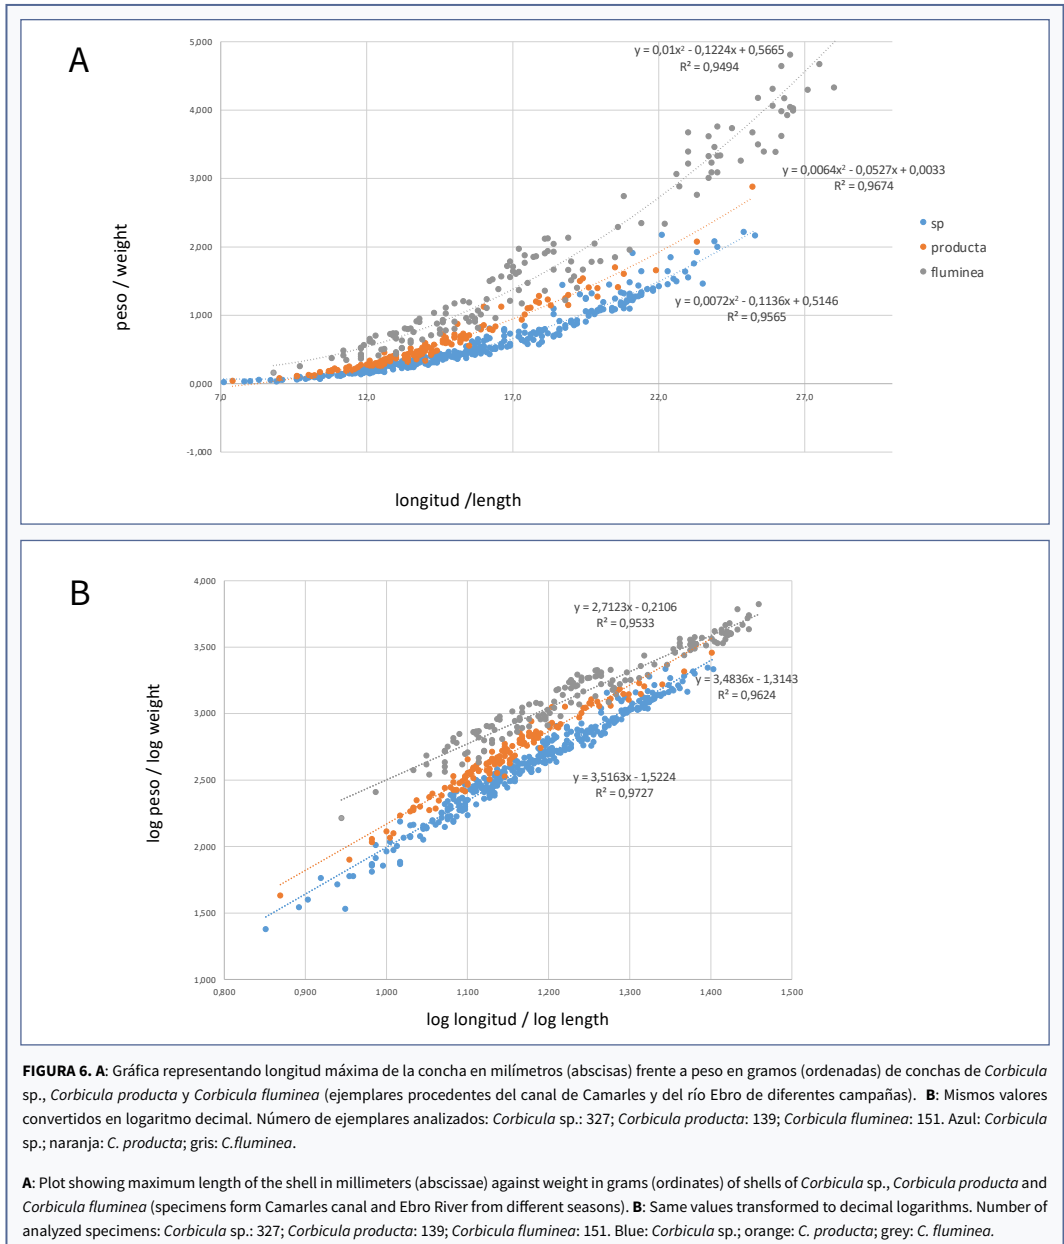 A
5,000
4,000
3,000
2,000
1,000
0,000
-1,000
7,0
12,0
17,0
22,0
27,0
y = 0,01x² - 0,1224x + 0,5665
R² = 0,9494
y = 0,0064x² - 0,0527x + 0,0033
R² = 0,9674
y = 0,0072x² - 0,1136x + 0,5146
R² = 0,9565
sp
producta
fluminea
peso / weight
longitud /length
B
4,000
3,500
3,000
2,500
2,000
1,500
1,000
0,800
0,900
1,000
1,100
1,200
1,300
1,400
1,500
y = 2,7123x - 0,2106
R² = 0,9533
y = 3,4836x - 1,3143
R² = 0,9624
y = 3,5163x - 1,5224
R² = 0,9727
log peso / log weight
log longitud / log length
FIGURA 6. A: Gráfica representando longitud máxima de la concha en milímetros (abscisas) frente a peso en gramos (ordenadas) de conchas de Corbicula
sp., Corbicula producta y Corbicula fluminea (ejemplares procedentes del canal de Camarles y del río Ebro de diferentes campañas). B: Mismos valores
convertidos en logaritmo decimal. Número de ejemplares analizados: Corbicula sp.: 327; Corbicula producta: 139; Corbicula fluminea: 151. Azul: Corbicula
sp.; naranja: C. producta; gris: C.fluminea.
A: Plot showing maximum length of the shell in millimeters (abscissae) against weight in grams (ordinates) of shells of Corbicula sp., Corbicula producta and
Corbicula fluminea (specimens form Camarles canal and Ebro River from different seasons). B: Same values transformed to decimal logarithms. Number of
analyzed specimens: Corbicula sp.: 327; Corbicula producta: 139; Corbicula fluminea: 151. Blue: Corbicula sp.; orange: C. producta; grey: C. fluminea.